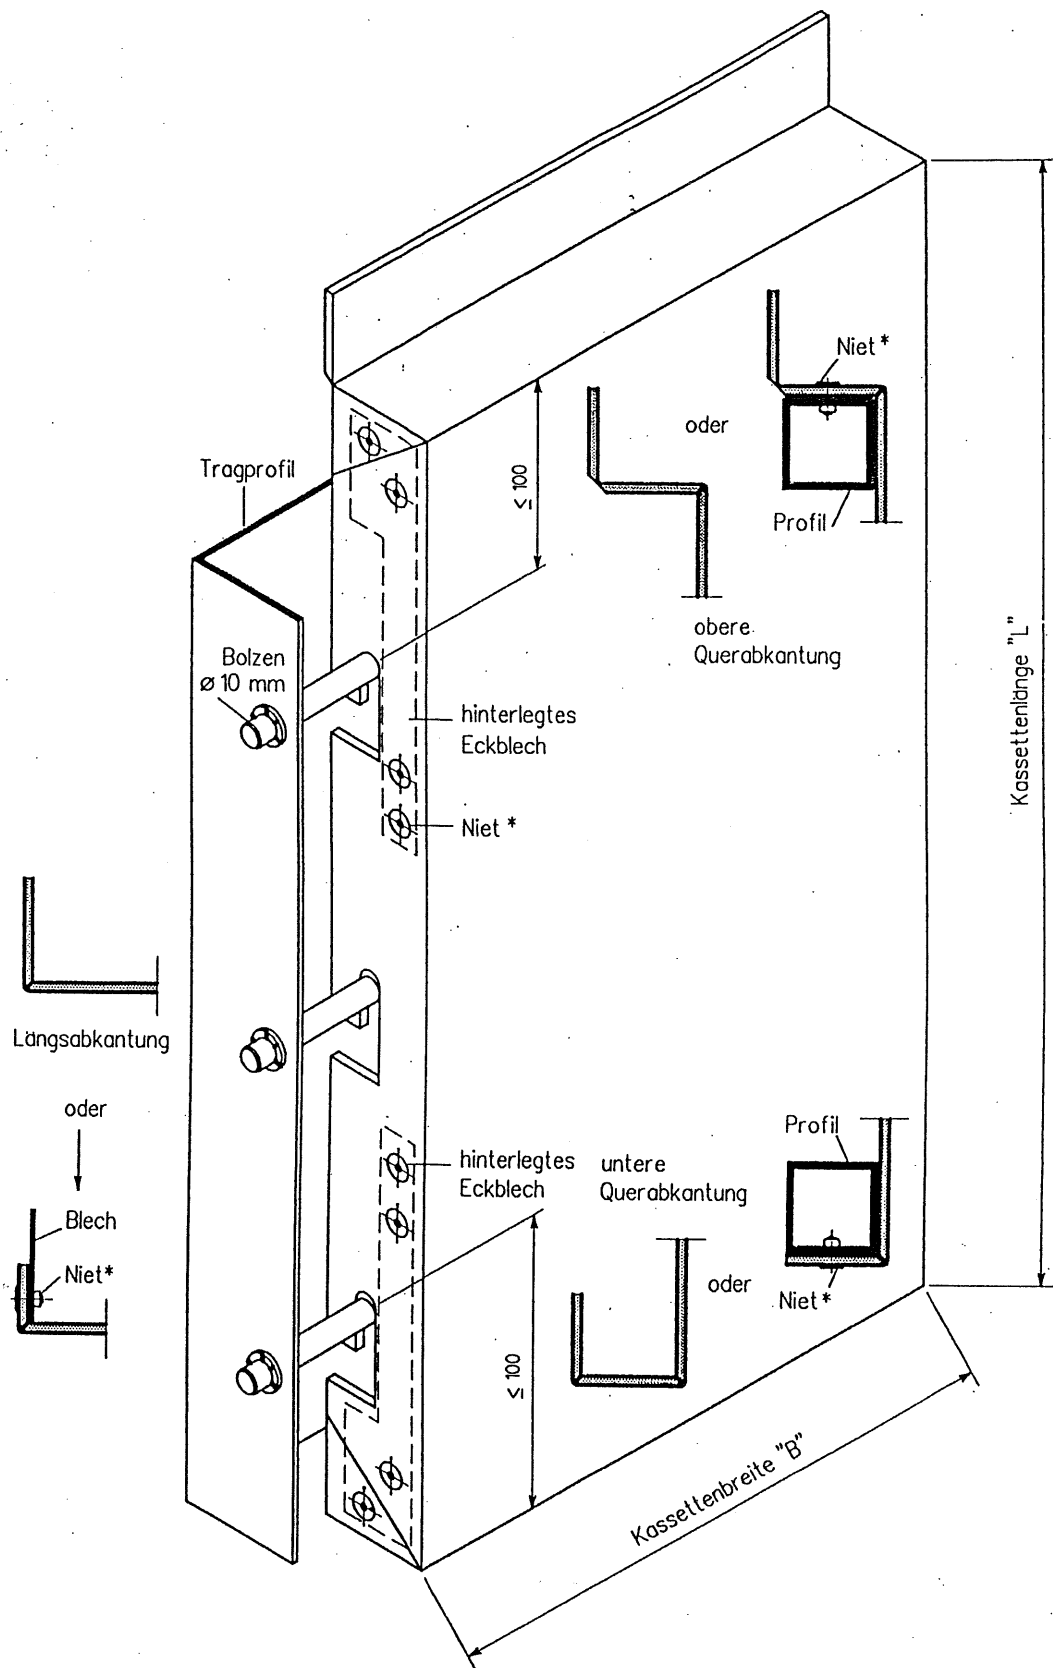 Niet*
oder
Tragprofil
≤ 100
Profil
obere
Querabkantung
Kassettenlänge "L"
Bolzen
ø 10 mm
hinterlegtes
Eckblech
Niet*
Längsabkantung
oder
Profil
hinterlegtes
Eckblech
untere
Querabkantung
Blech
Niet*
oder
Niet*
≤ 100
Kassettenbreite "B"